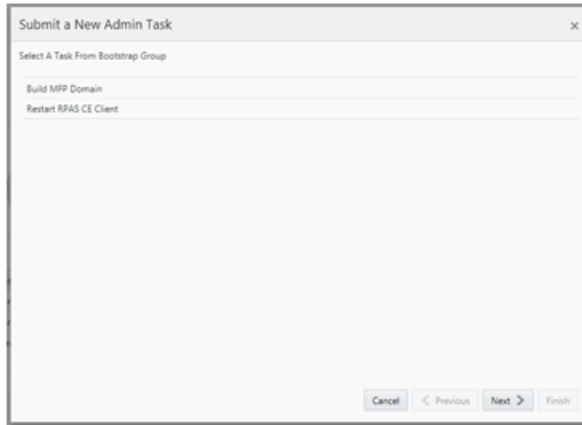 Submit a New Admin Task
Select A Task From Bootstrap Group
Build MFP Domain
Restart RPAS CE Client
Cancel
Previous
Next
Finish